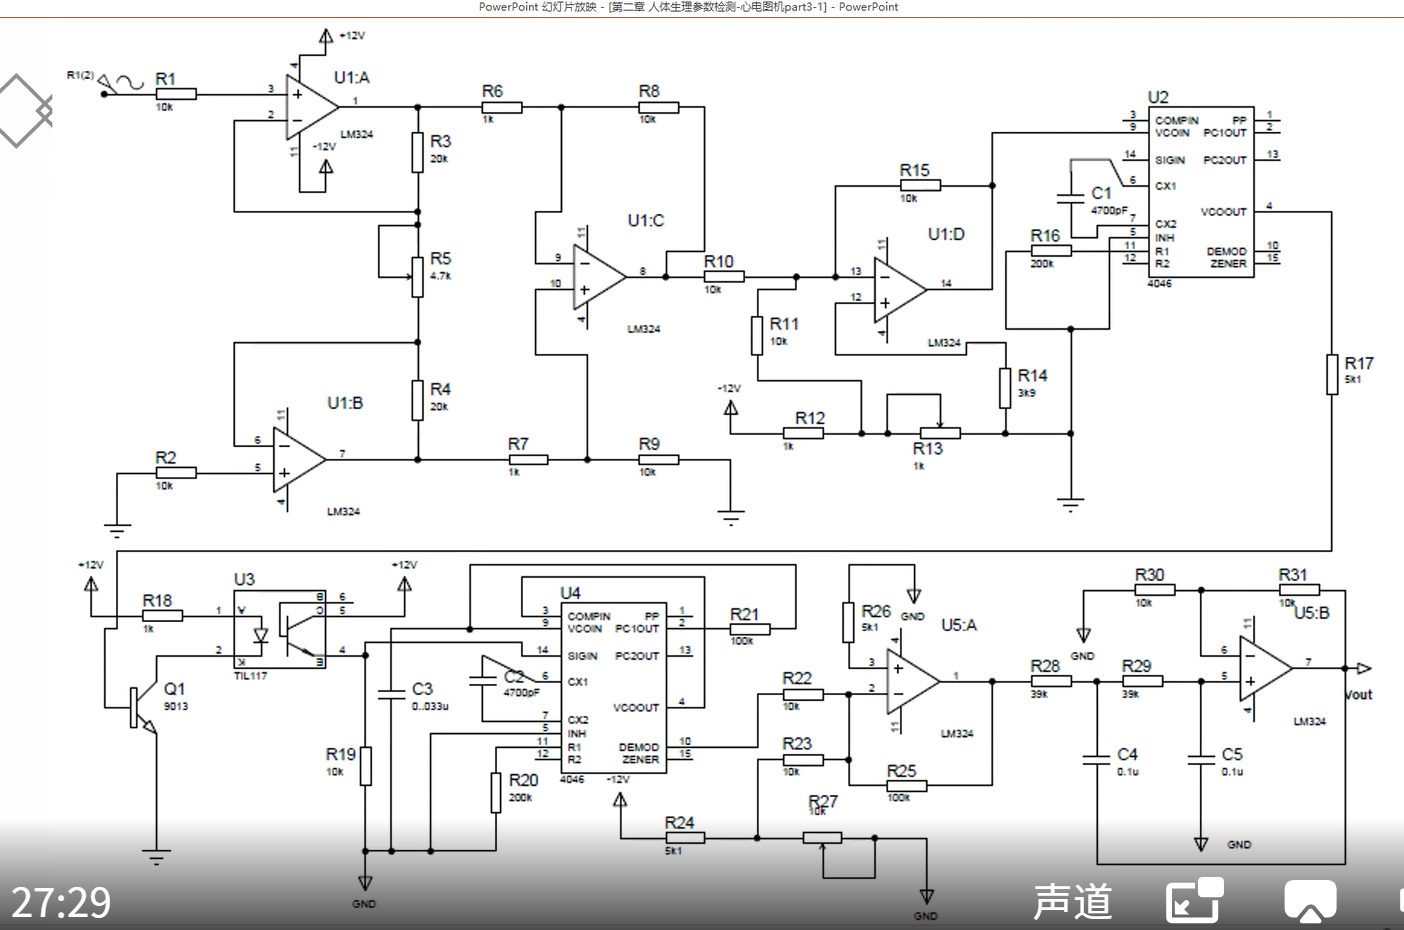 PowerPoint 幻灯片放映 - [第二章 人体生理参数检测-心电图机part3-1] - PowerPoint
+12V
R1(2)
R1
10k
3
2
4
11
1
U1:A
LM324
-12V
R3
20k
R5
4.7k
R4
20k
R6
1k
R8
10k
U1:B
6
5
11
4
7
LM324
R2
10k
U1:C
9
10
11
4
8
LM324
R7
1k
R9
10k
R10
10k
R11
10k
R15
10k
U1:D
13
12
11
4
14
LM324
-12V
R12
1k
R13
1k
R14
3k9
U2
3 COMPIN PP 1
9 VCOIN PC1OUT 2
14 SIGIN PC2OUT 13
6 CX1
VCOOUT 4
7 CX2
5 INH
11 R1 DEMOD 10
12 R2 ZENER 15
4046
C1
4700pF
R16
200k
R17
5k1
+12V
R18
1k
U3
1 A B 6
C 5
2 K E 4
TIL117
+12V
Q1
9013
R19
10k
C3
0..033u
C2
4700pF
U4
3 COMPIN PP 1
9 VCOIN PC1OUT 2
14 SIGIN PC2OUT 13
6 CX1
VCOOUT 4
7 CX2
5 INH
11 R1 DEMOD 10
12 R2 ZENER 15
4046
R20
200k
GND
R21
100k
-12V
R24
5k1
R22
10k
R23
10k
R27
10k
GND
R26
5k1
GND
U5:A
3
2
4
11
1
LM324
R25
100k
R28
39k
R29
39k
R30
10k
R31
10k
GND
U5:B
6
5
11
4
7
LM324
Vout
C4
0.1u
C5
0.1u
GND
27:29
声道